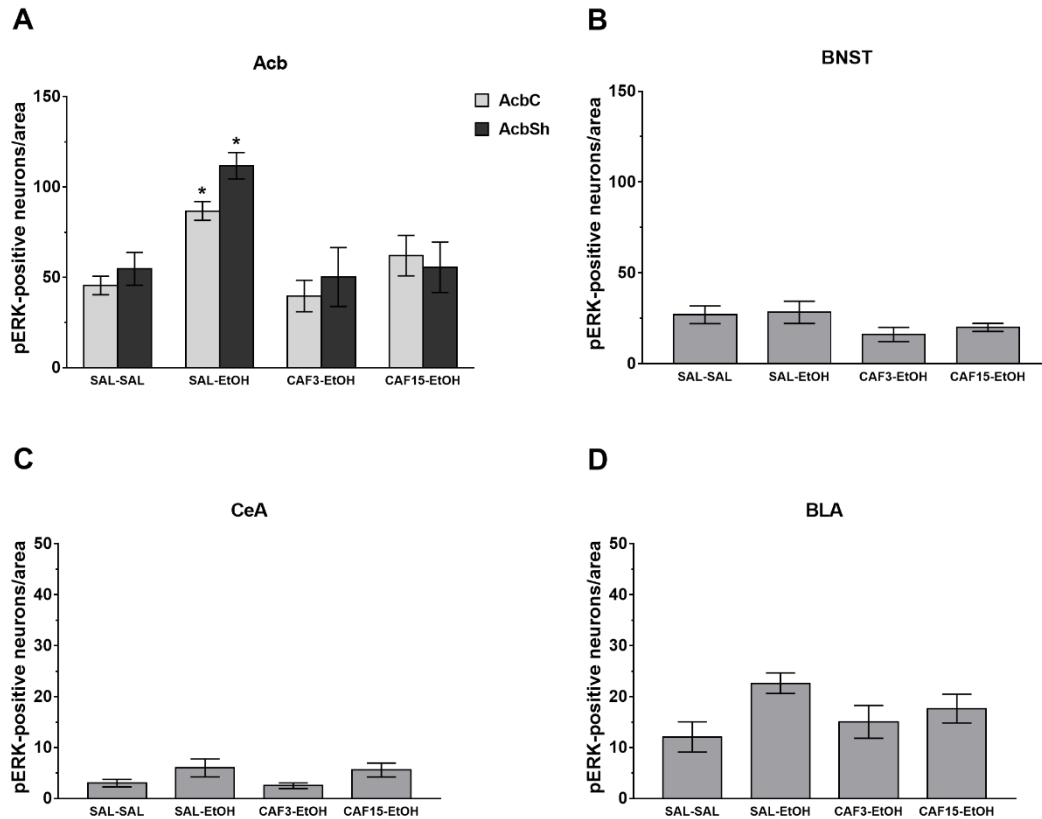 A
Acb
pERK-positive neurons/area
150
100
50
0
*
*
SAL-SAL SAL-EtOH CAF3-EtOH CAF15-EtOH
AcbC
AcbSh
B
BNST
pERK-positive neurons/area
150
100
50
0
SAL-SAL SAL-EtOH CAF3-EtOH CAF15-EtOH
C
CeA
pERK-positive neurons/area
50
40
30
20
10
0
SAL-SAL SAL-EtOH CAF3-EtOH CAF15-EtOH
D
BLA
pERK-positive neurons/area
50
40
30
20
10
0
SAL-SAL SAL-EtOH CAF3-EtOH CAF15-EtOH